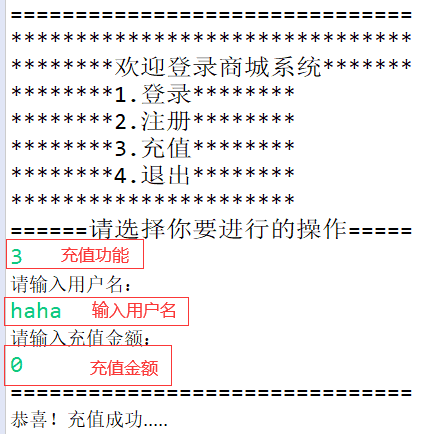 ===============================
*******************************
********欢迎登录商城系统*******
********1.登录********
********2.注册********
********3.充值********
********4.退出********
**********************
======请选择你要进行的操作=====
3 充值功能
请输入用户名:
haha 输入用户名
请输入充值金额:
0 充值金额
===============================
恭喜! 充值成功.....